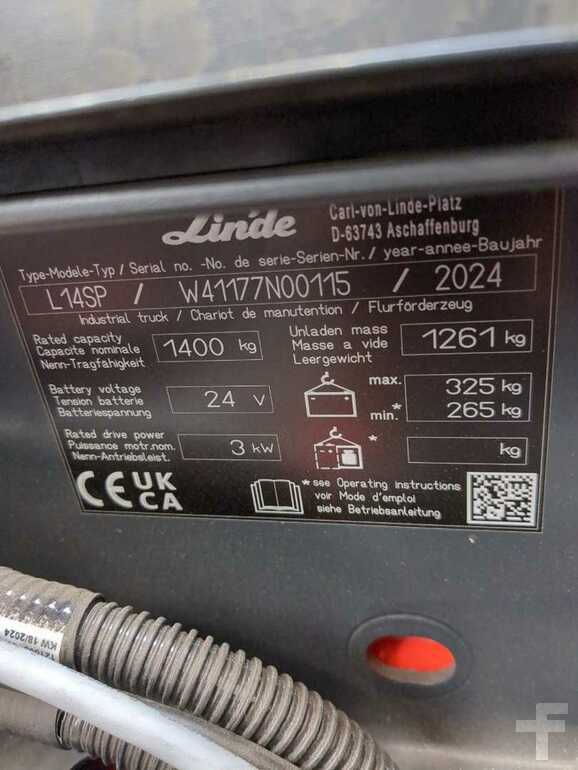 Linde
Carl-von-Linde-Platz
D-63743 Aschaffenburg
Type-Modele-Typ / Serial no. -No. de serie-Serien-Nr. / year-annee-Baujahr
L14SP / W41177N00115 / 2024
Industrial truck / Chariot de manutention / Flurförderzeug
Rated capacity
Capacite nominale
Nenn-Tragfähigkeit
1400 kg
Unladen mass
Masse a vide
Leergewicht
1261 kg
Battery voltage
Tension batterie
Batteriespannung
24 V
max. 325 kg
min.* 265 kg
Rated drive power
Puissance motr.nom.
Nenn-Antriebsleist.
3 kW
* kg
CE UK
CA
*see Operating instructions
voir Mode d'emploi
siehe Betriebsanleitung
KW 18/2024